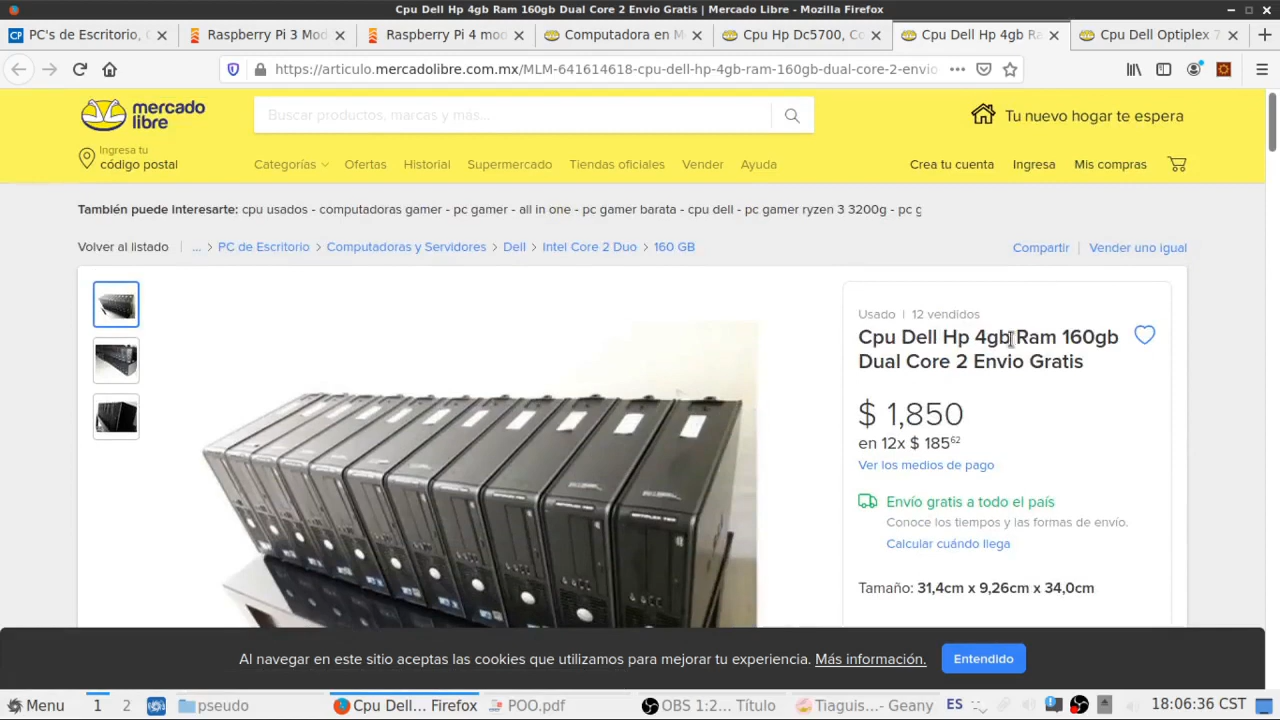 Cpu Dell Hp 4gb Ram 160gb Dual Core 2 Envio Gratis | Mercado Libre - Mozilla Firefox
PC's de Escritorio, C
Raspberry Pi 3 Mod
Raspberry Pi 4 moo
Computadora en M
Cpu Hp Dc5700, Co
Cpu Dell Hp 4gb Ra
Cpu Dell Optiplex 7
https://articulo.mercadolibre.com.mx/MLM-641614618-cpu-dell-hp-4gb-ram-160gb-dual-core-2-envio
mercado
libre
Buscar productos, marcas y más...
Tu nuevo hogar te espera
Ingresa tu
código postal
Categorías
Ofertas
Historial
Supermercado
Tiendas oficiales
Vender
Ayuda
Crea tu cuenta
Ingresa
Mis compras
También puede interesarte: cpu usados - computadoras gamer - pc gamer - all in one - pc gamer barata - cpu dell - pc gamer ryzen 3 3200g - pc g
Volver al listado | ... > PC de Escritorio > Computadoras y Servidores > Dell > Intel Core 2 Duo > 160 GB
Compartir | Vender uno igual
Usado | 12 vendidos
Cpu Dell Hp 4gb Ram 160gb
Dual Core 2 Envio Gratis
$ 1,850
en 12x $ 185⁶²
Ver los medios de pago
Envío gratis a todo el país
Conoce los tiempos y las formas de envío.
Calcular cuándo llega
Tamaño: 31,4cm x 9,26cm x 34,0cm
Al navegar en este sitio aceptas las cookies que utilizamos para mejorar tu experiencia. Más información.
Entendido
Menu
1
2
pseudo
Cpu Dell... Firefox
POO.pdf
OBS 1:2... Título
Tiaguis... - Geany
ES
18:06:36 CST